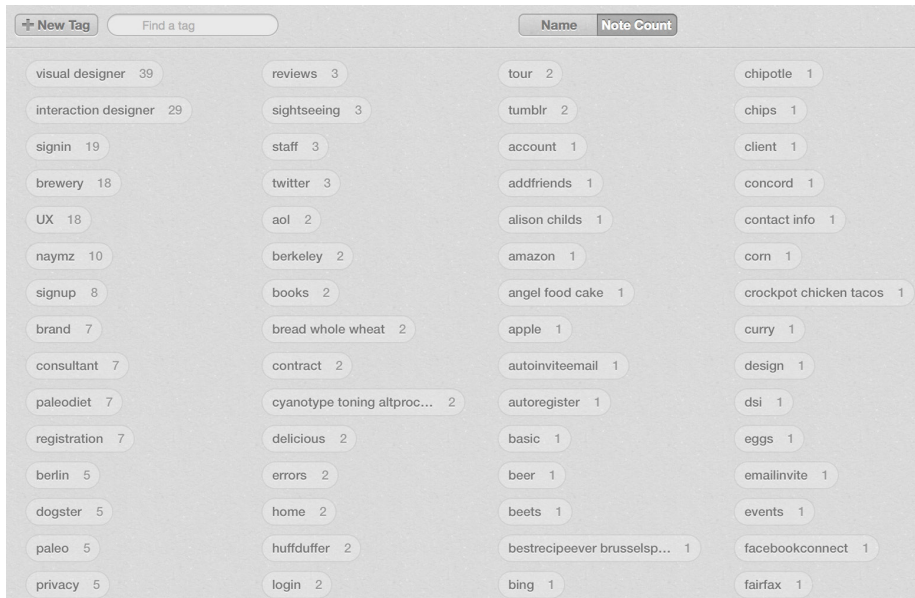 New Tag
Find a tag
Name
Note Count
visual designer 39
interaction designer 29
signin 19
brewery 18
UX 18
naymz 10
signup 8
brand 7
consultant 7
paleodiet 7
registration 7
berlin 5
dogster 5
paleo 5
privacy 5
reviews 3
sightseeing 3
staff 3
twitter 3
aol 2
berkeley 2
books 2
bread whole wheat 2
contract 2
cyanotype toning altproc... 2
delicious 2
errors 2
home 2
huffduffer 2
login 2
tour 2
tumblr 2
account 1
addfriends 1
alison childs 1
amazon 1
angel food cake 1
apple 1
autoinviteemail 1
autoregister 1
basic 1
beer 1
beets 1
bestrecipeever brusselsp... 1
bing 1
chipotle 1
chips 1
client 1
concord 1
contact info 1
corn 1
crockpot chicken tacos 1
curry 1
design 1
dsi 1
eggs 1
emailinvite 1
events 1
facebookconnect 1
fairfax 1